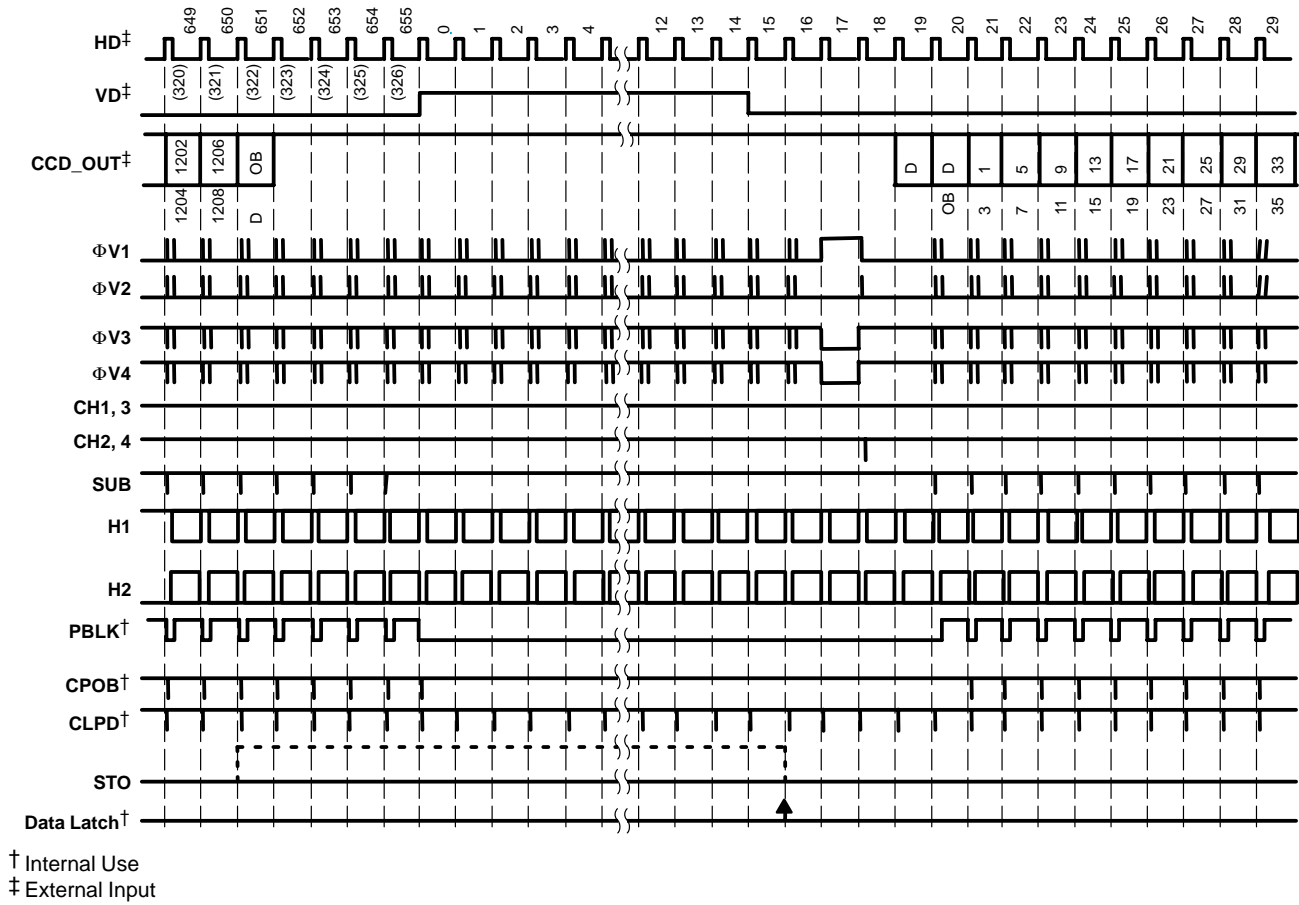 649 650 651 652 653 654 655 0 1 2 3 4 12 13 14 15 16 17 18 19 20 21 22 23 24 25 26 27 28 29
HD‡
(320) (321) (322) (323) (324) (325) (326)
VD‡
CCD_OUT‡ 1202 1206 OB D D 1 5 9 13 17 21 25 29 33
1204 1208 D OB 3 7 11 15 19 23 27 31 35
ΦV1
ΦV2
ΦV3
ΦV4
CH1, 3
CH2, 4
SUB
H1
H2
PBLK†
CPOB†
CLPD†
STO
Data Latch†
† Internal Use
‡ External Input